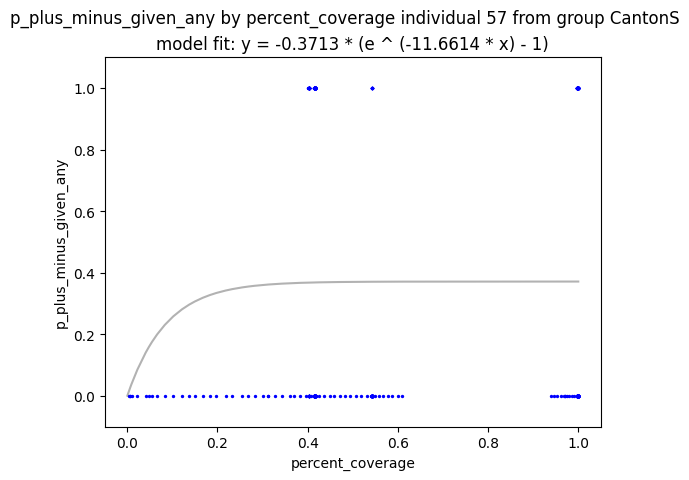 p_plus_minus_given_any by percent_coverage individual 57 from group CantonS
model fit: y = -0.3713 * (e ^ (-11.6614 * x) - 1)
1.0
0.8
0.6
0.4
0.2
0.0
p_plus_minus_given_any
0.0 0.2 0.4 0.6 0.8 1.0
percent_coverage